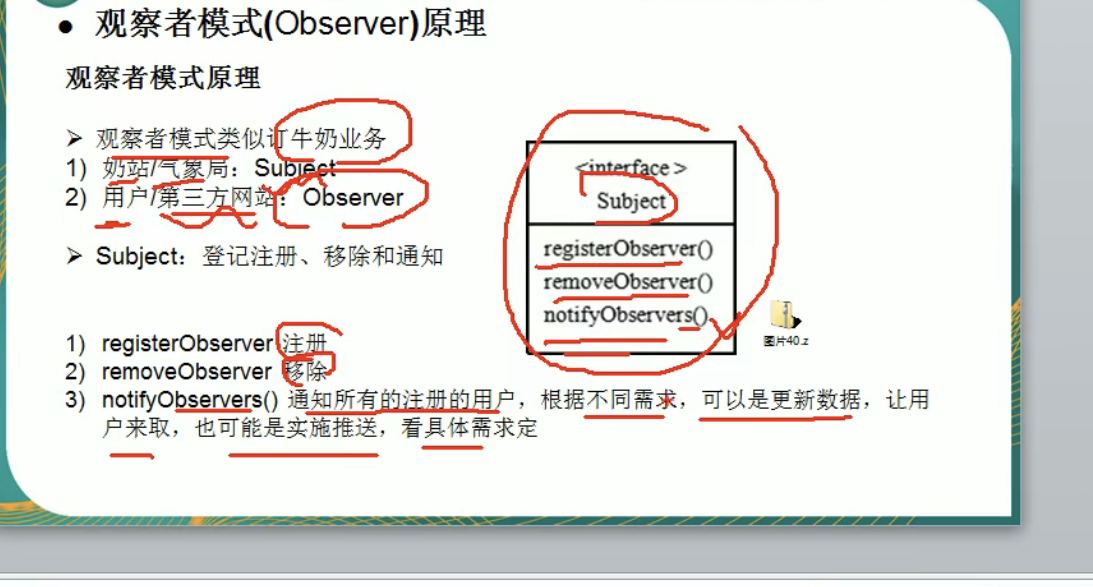 ● 观察者模式(Observer)原理
观察者模式原理
➢ 观察者模式类似订牛奶业务
1) 奶站/气象局：Subject
2) 用户/第三方网站：Observer
➢ Subject：登记注册、移除和通知
1) registerObserver 注册
2) removeObserver 移除
3) notifyObservers() 通知所有的注册的用户，根据不同需求，可以是更新数据，让用
户来取，也可能是实施推送，看具体需求定
<interface >
Subject
registerObserver()
removeObserver()
notifyObservers()
图片40.z